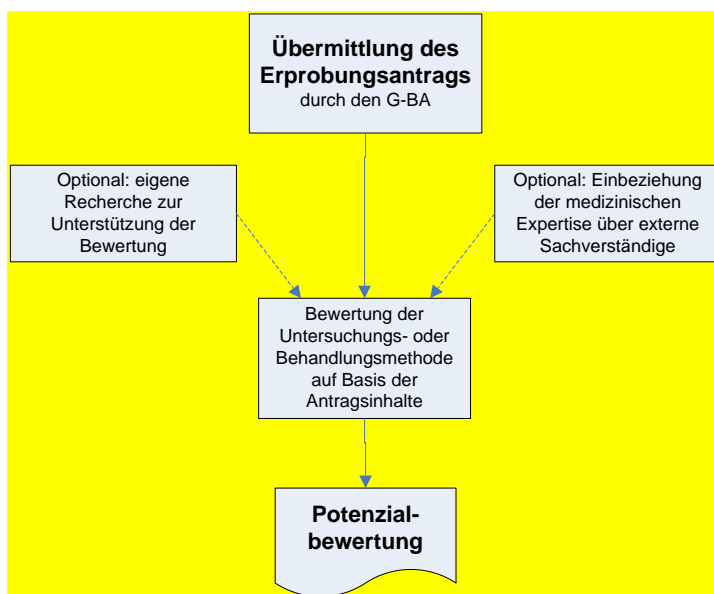 Übermittlung des
Erprobungsantrags
durch den G-BA
Optional: eigene
Recherche zur
Unterstützung der
Bewertung
Optional: Einbeziehung
der medizinischen
Expertise über externe
Sachverständige
Bewertung der
Untersuchungs- oder
Behandlungsmethode
auf Basis der
Antragsinhalte
Potenzial-
bewertung